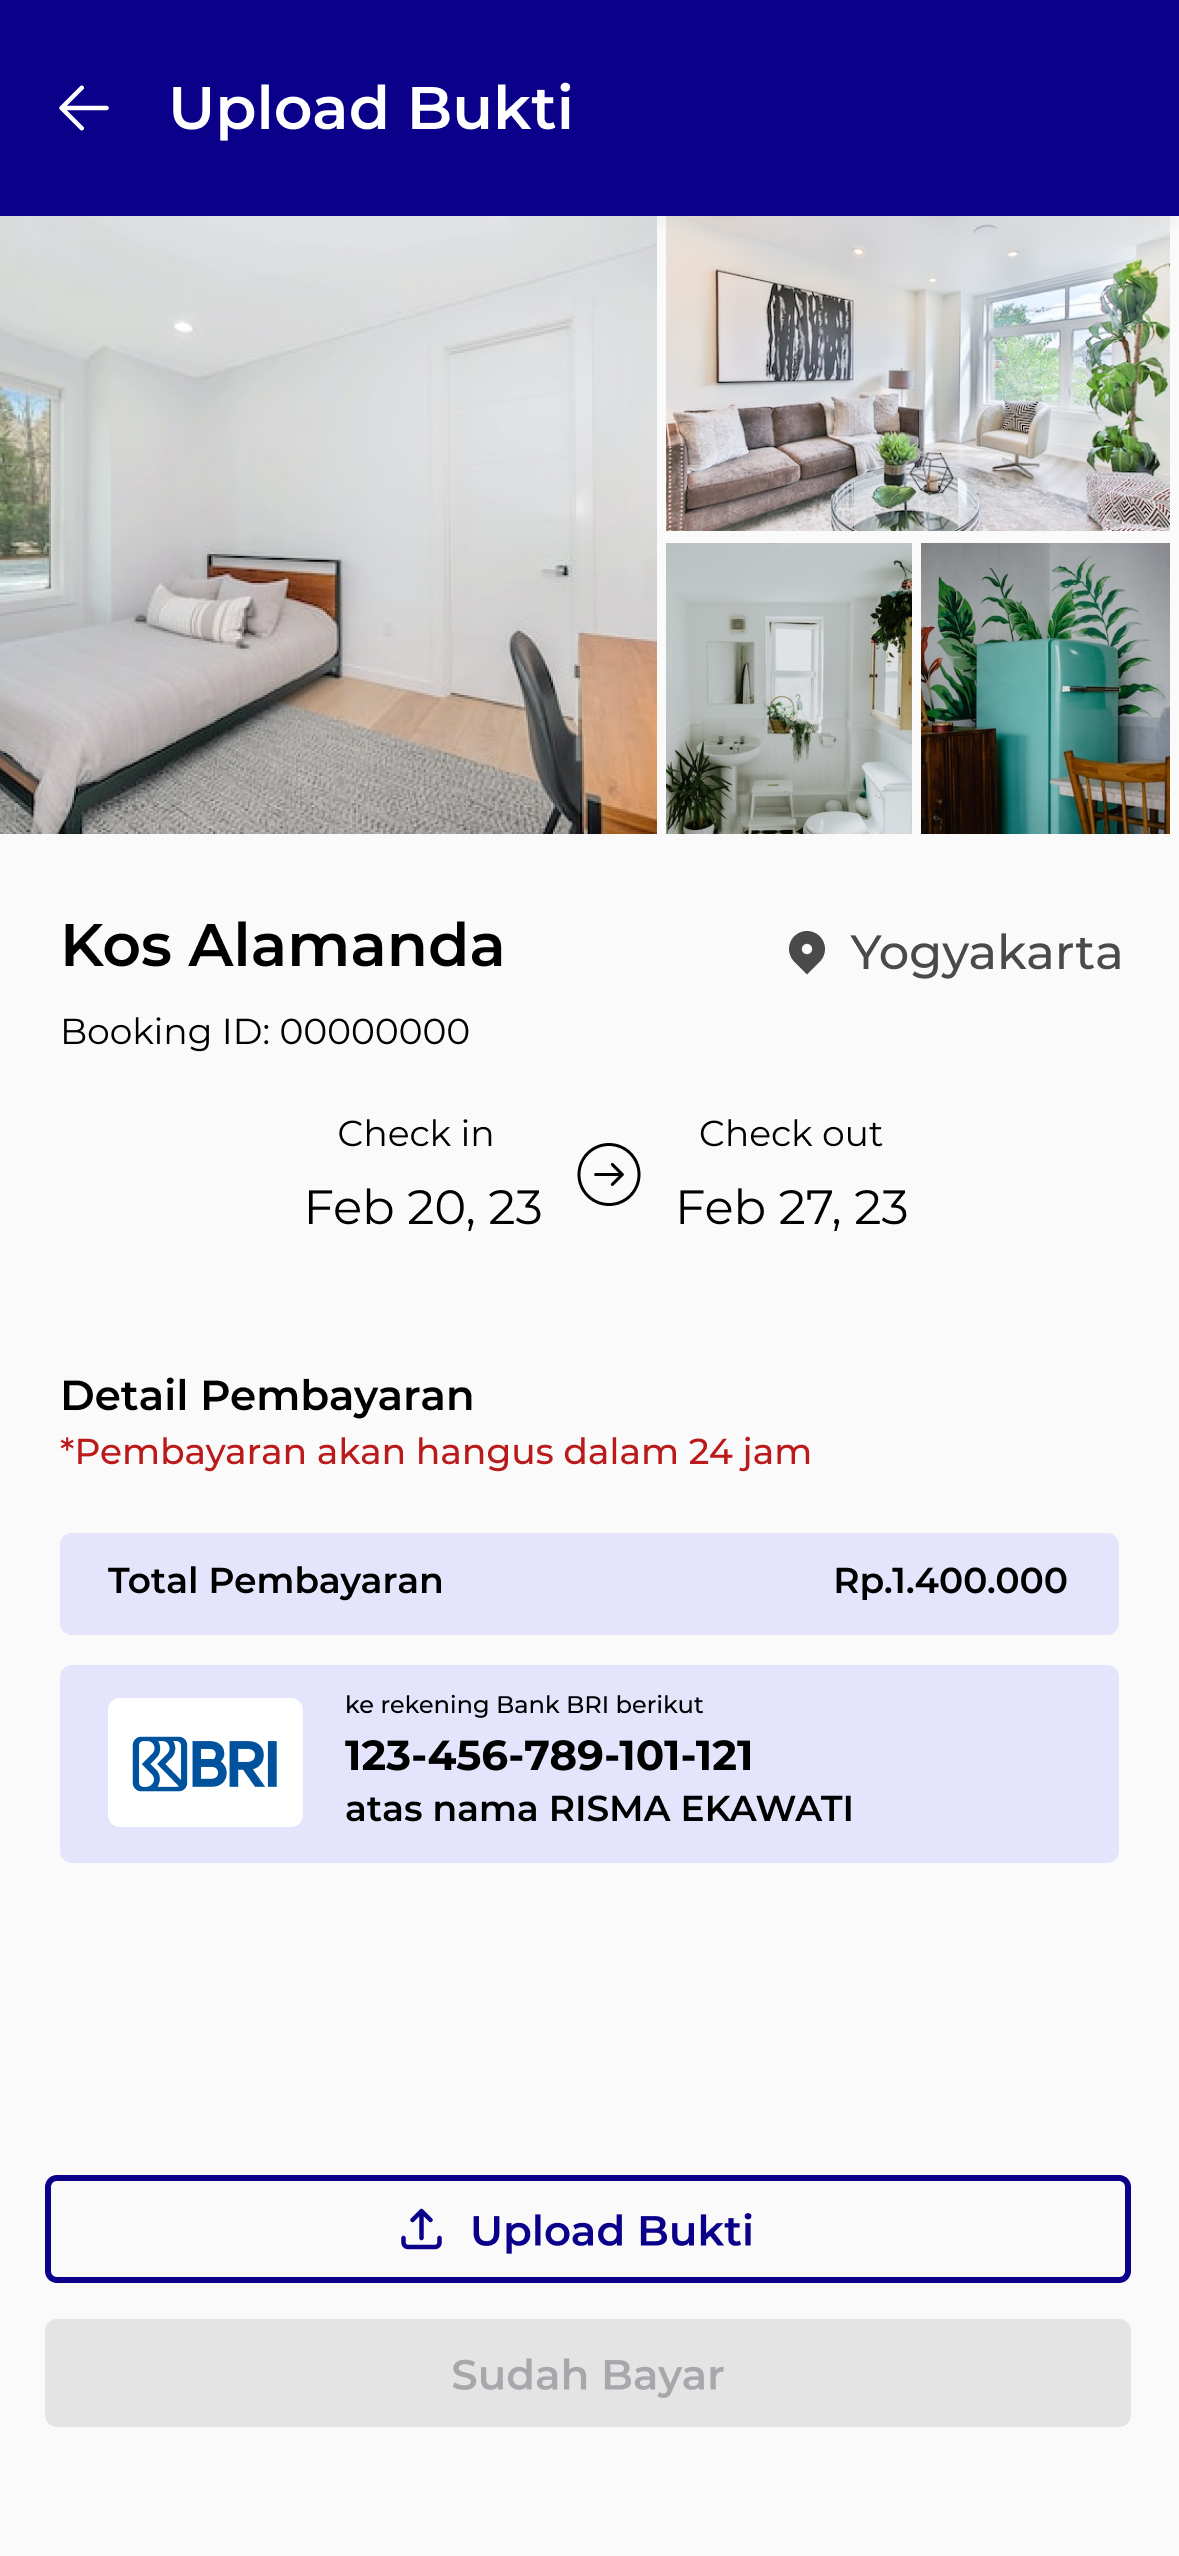 Upload Bukti
Kos Alamanda
Yogyakarta
Booking ID: 00000000
Check in
Check out
Feb 20, 23
Feb 27, 23
Detail Pembayaran
*Pembayaran akan hangus dalam 24 jam
Total Pembayaran
Rp.1.400.000
BRI
ke rekening Bank BRI berikut
123-456-789-101-121
atas nama RISMA EKAWATI
Upload Bukti
Sudah Bayar